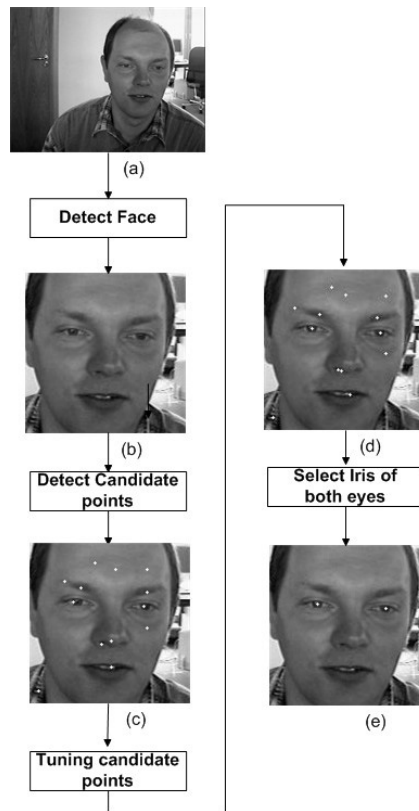 (a)
Detect Face
(b)
Detect Candidate
points
(c)
Tuning candidate
points
(d)
Select Iris of
both eyes
(e)